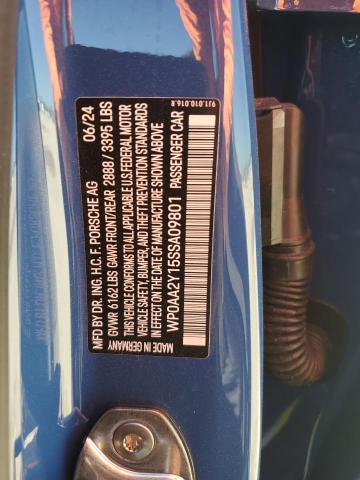 MFD BY DR. ING. H.C. F. PORSCHE AG 06/24
GVWR 6162 LBS GAWR FRONT/REAR 2888/ 3395 LBS
THIS VEHICLE CONFORMS TO ALL APPLICABLE U.S. FEDERAL MOTOR
VEHICLE SAFETY, BUMPER, AND THEFT PREVENTION STANDARDS
IN EFFECT ON THE DATE OF MANUFACTURE SHOWN ABOVE
WP0AA2Y15SSA09801 PASSENGER CAR
MADE IN GERMANY
9J1.010.016.R